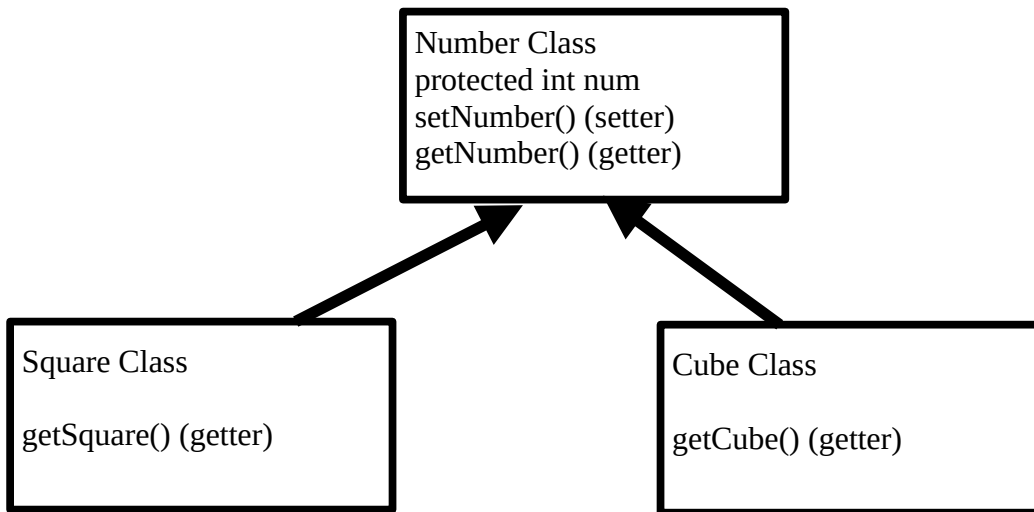 Number Class
protected int num
setNumber() (setter)
getNumber() (getter)
Square Class
getSquare() (getter)
Cube Class
getCube() (getter)